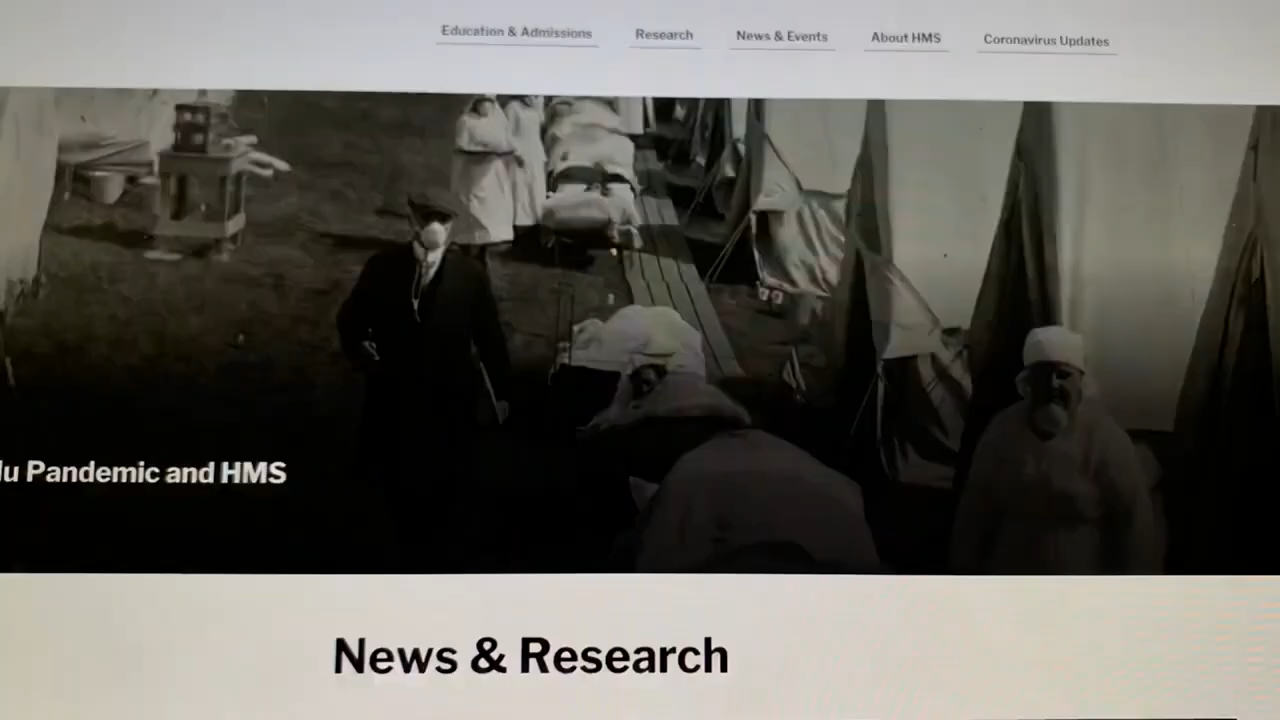 Education & Admissions Research News & Events About HMS Coronavirus Updates
lu Pandemic and HMS
News & Research